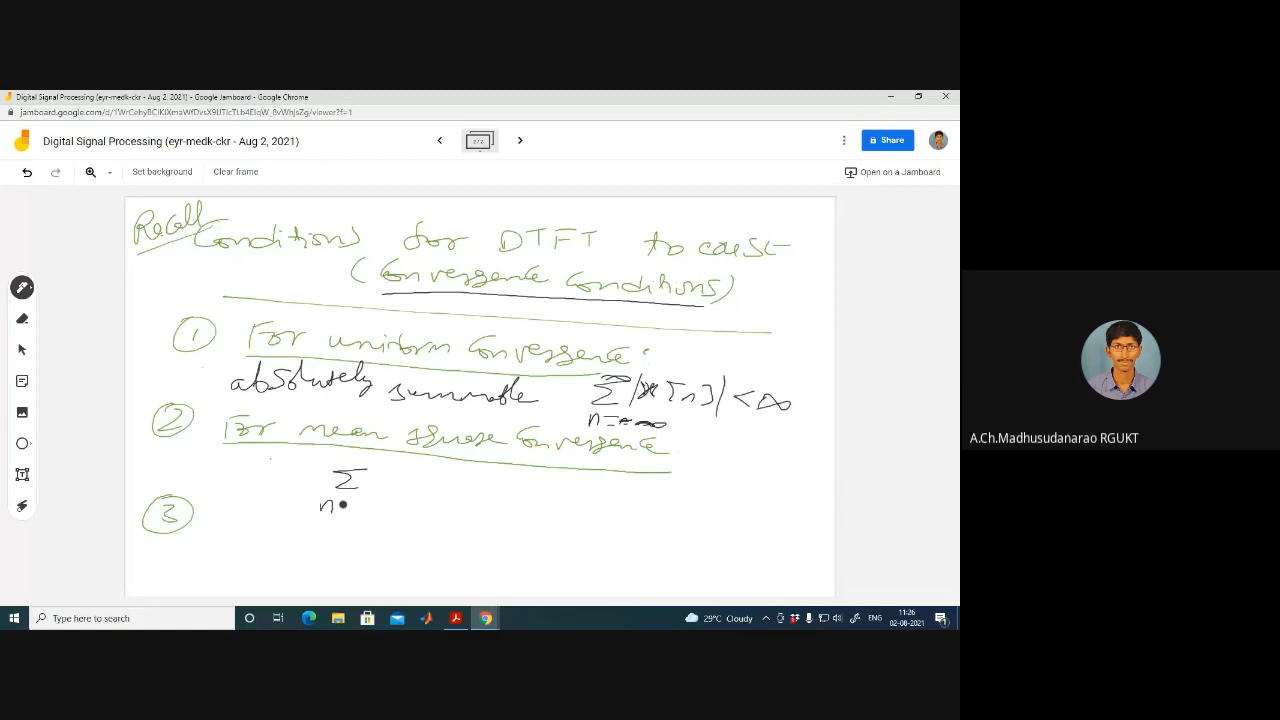 Digital Signal Processing (eyr-medk-ckr - Aug 2, 2021) - Google Jamboard - Google Chrome
Digital Signal Processing (eyr-medk-ckr - Aug 2, 2021)
2/2
Share
Set background
Clear frame
Open on a Jamboard
Recall
Conditions for DTFT to exist
(Convergence Conditions)
① For uniform Convergence:
absolutely summable ∞ Σ n=-∞ |x[n]| < ∞
② For mean square Convergence
Σ
n
③
A.Ch.Madhusudanarao RGUKT
Type here to search
29°C Cloudy
ENG
11:26
02-08-2021